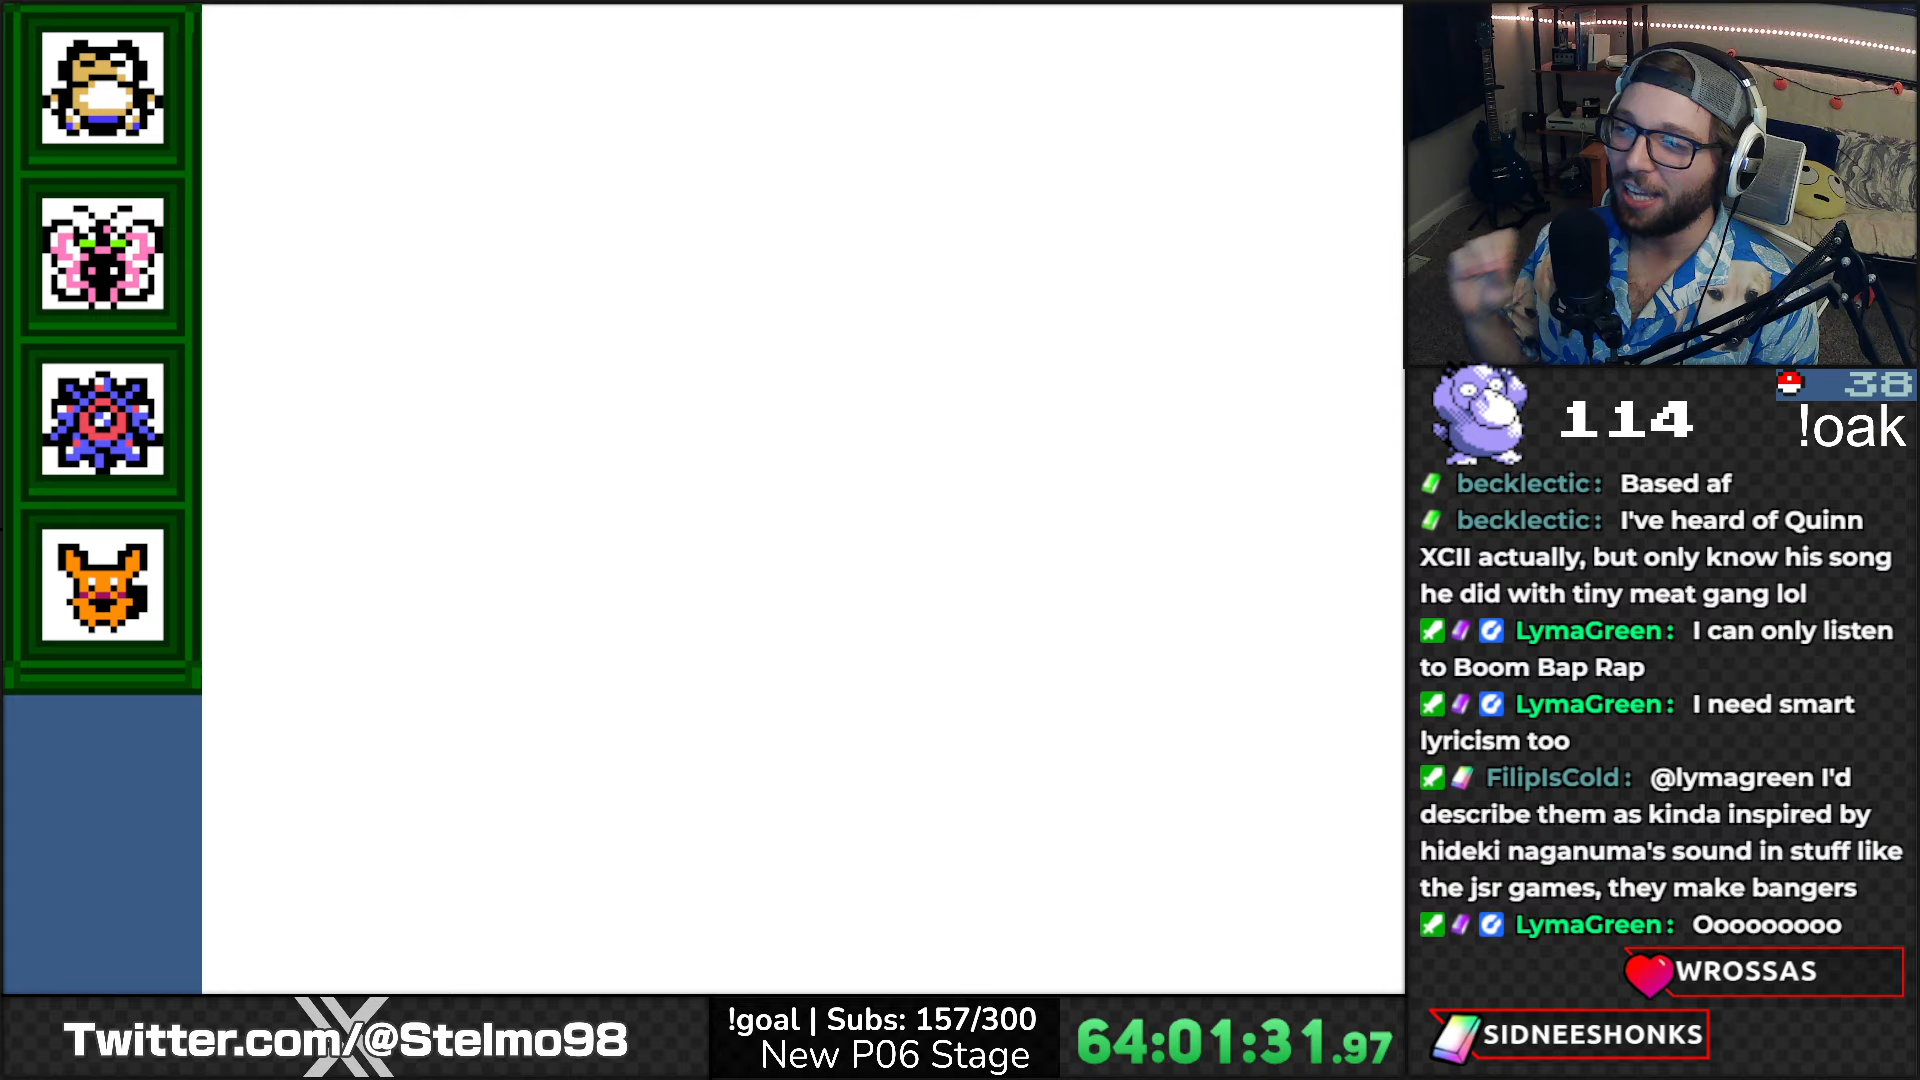 38
114
!oak
becklectic: Based af
becklectic: I've heard of Quinn
XCII actually, but only know his song
he did with tiny meat gang lol
LymaGreen: I can only listen
to Boom Bap Rap
LymaGreen: I need smart
lyricism too
FilipIsCold: @lymagreen I'd
describe them as kinda inspired by
hideki naganuma's sound in stuff like
the jsr games, they make bangers
LymaGreen: Ooooooooo
WROSSAS
SIDNEESHONKS
Twitter.com/@Stelmo98
!goal | Subs: 157/300
New P06 Stage
64:01:31.97